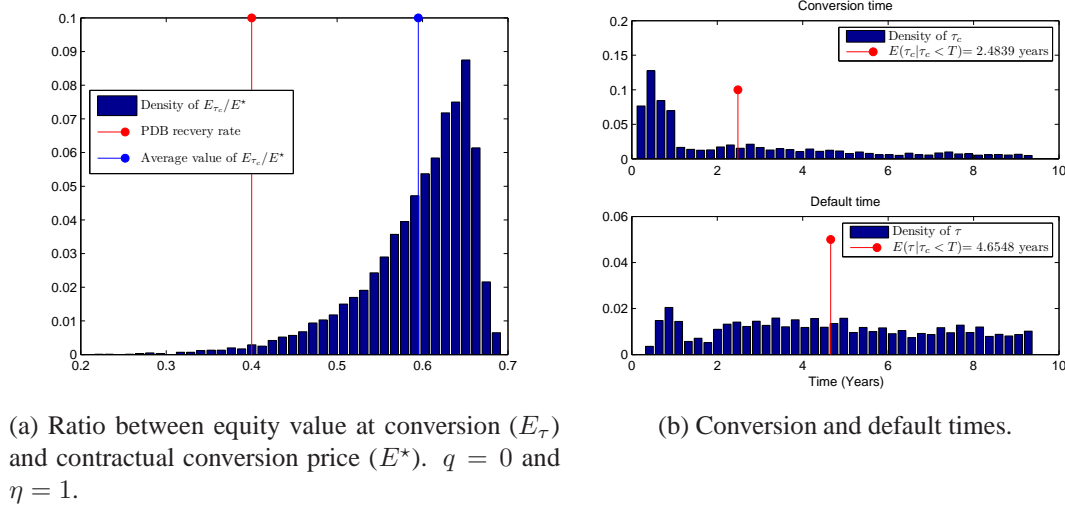 0.1
0.09
0.08
0.07
0.06
0.05
0.04
0.03
0.02
0.01
0
0.2 0.3 0.4 0.5 0.6 0.7
Density of E_{τ_c}/E⋆
PDB recvery rate
Average value of E_{τ_c}/E⋆
(a) Ratio between equity value at conversion (E_τ)
and contractual conversion price (E⋆). q = 0 and
η = 1.
Conversion time
0.2
0.15
0.1
0.05
0
0 2 4 6 8 10
Density of τ_c
E(τ_c|τ_c < T)= 2.4839 years
Default time
0.06
0.04
0.02
0
0 2 4 6 8 10
Density of τ
E(τ|τ_c < T)= 4.6548 years
Time (Years)
(b) Conversion and default times.